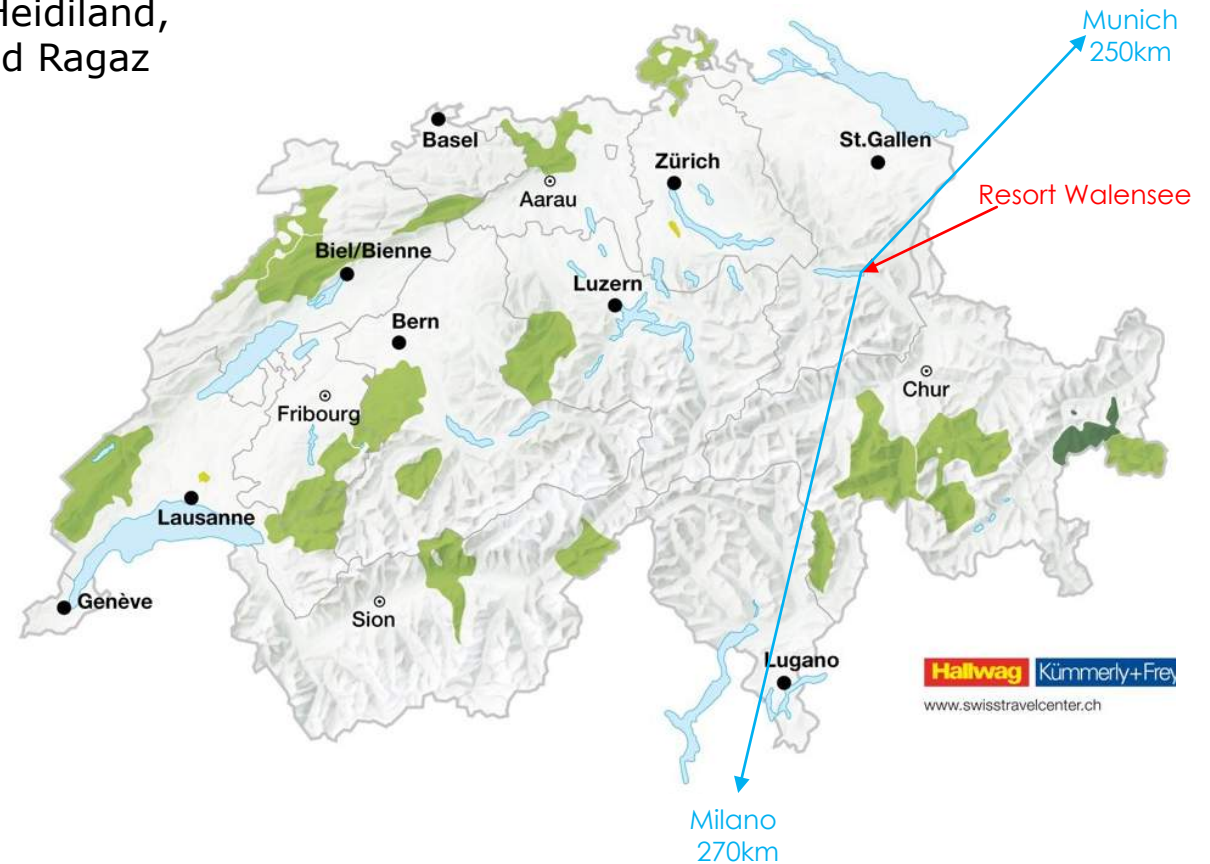 Heidiland,
d Ragaz
Munich
250km
Basel
St.Gallen
Zürich
Aarau
Resort Walensee
Biel/Bienne
Luzern
Bern
Chur
Fribourg
Lausanne
Genève
Sion
Lugano
Hallwag Kümmerly+Frey
www.swisstravelcenter.ch
Milano
270km